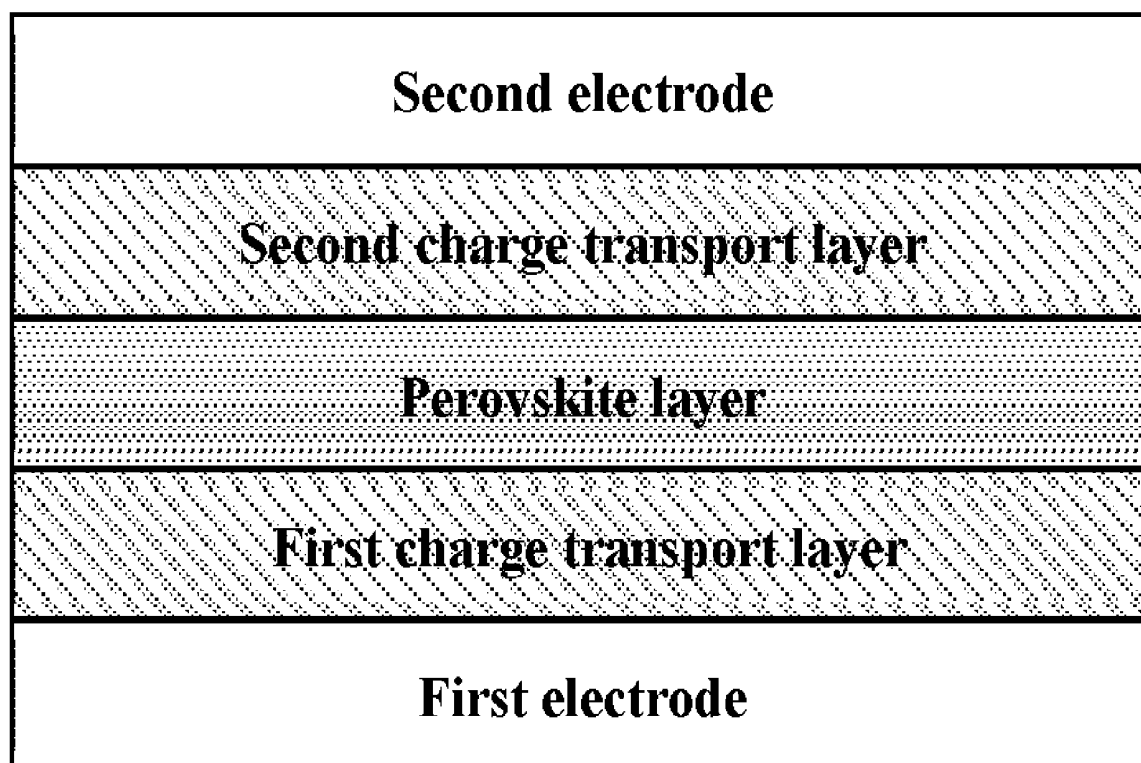 Second electrode
Second charge transport layer
Perovskite layer
First charge transport layer
First electrode